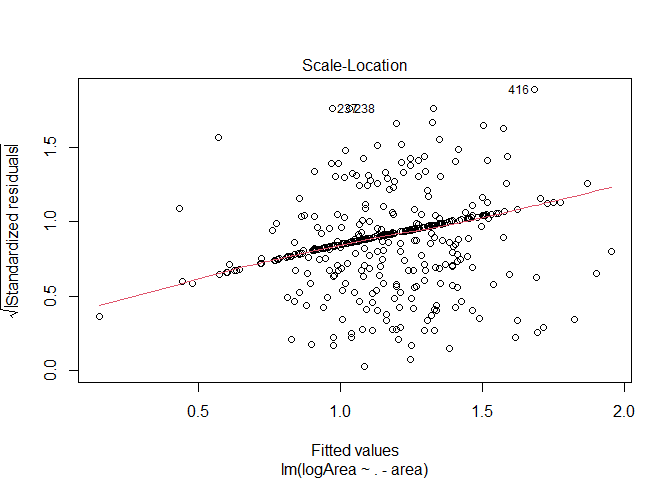 Scale-Location
√|Standardized residuals|
1.5
1.0
0.5
0.0
416
237
238
0.5
1.0
1.5
2.0
Fitted values
lm(logArea ~ . - area)